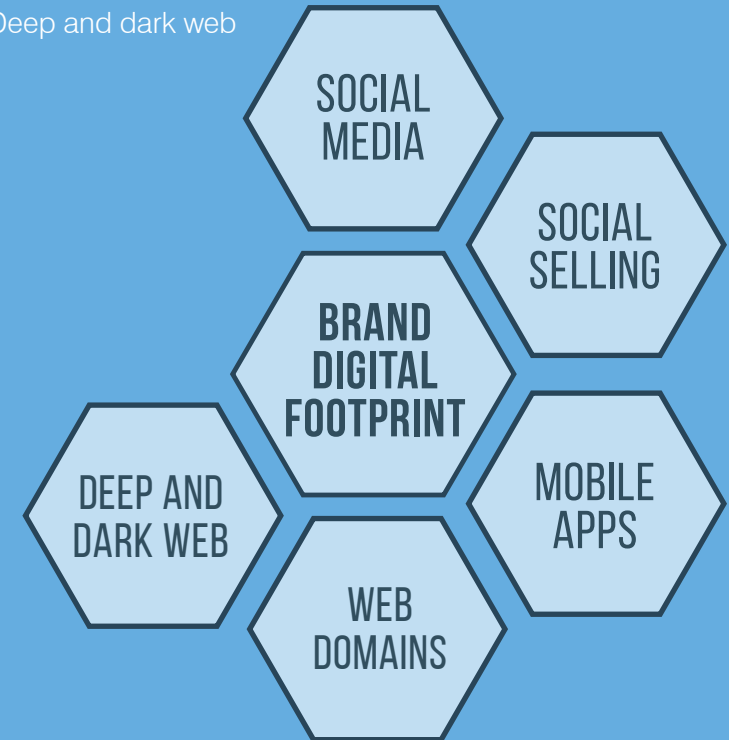 Deep and dark web
SOCIAL
MEDIA
SOCIAL
SELLING
BRAND
DIGITAL
FOOTPRINT
MOBILE
APPS
DEEP AND
DARK WEB
WEB
DOMAINS